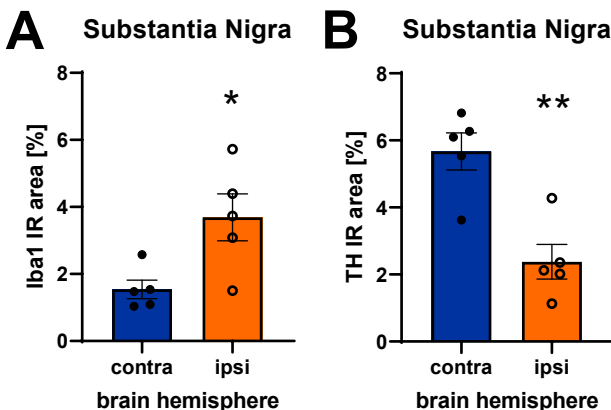 A Substantia Nigra
Iba1 IR area [%]
8
6
4
2
0
*
contra ipsi
brain hemisphere
B Substantia Nigra
TH IR area [%]
8
6
4
2
0
**
contra ipsi
brain hemisphere